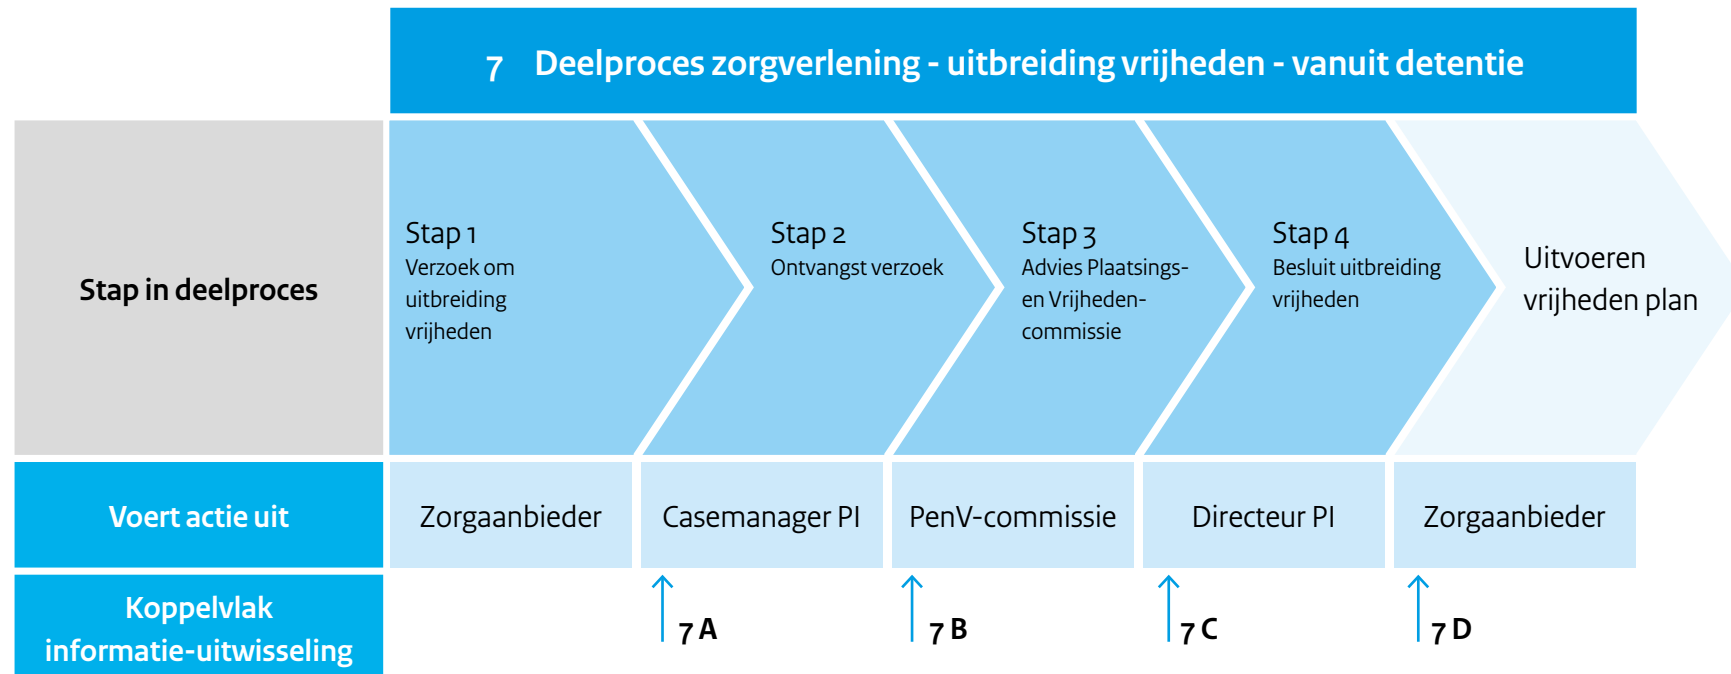 7 Deelproces zorgverlening - uitbreiding vrijheden - vanuit detentie
Stap in deelproces
Stap 1
Verzoek om
uitbreiding
vrijheden
Stap 2
Ontvangst verzoek
Stap 3
Advies Plaatsings-
en Vrijheden-
commissie
Stap 4
Besluit uitbreiding
vrijheden
Uitvoeren
vrijheden plan
Voert actie uit
Zorgaanbieder
Casemanager PI
PenV-commissie
Directeur PI
Zorgaanbieder
Koppelvlak
informatie-uitwisseling
7 A
7 B
7 C
7 D